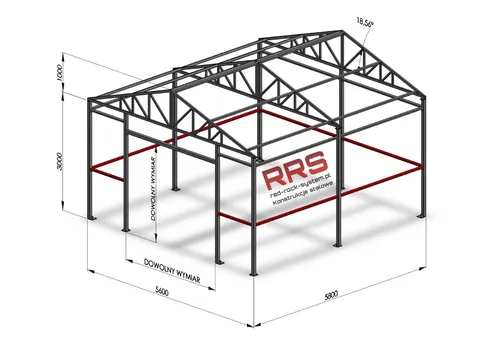 18,56°
1000
3000
DOWOLNY WYMIAR
RRS
red-rock-system.pl
Konstrukcje stalowe
DOWOLNY WYMIAR
5600
5800